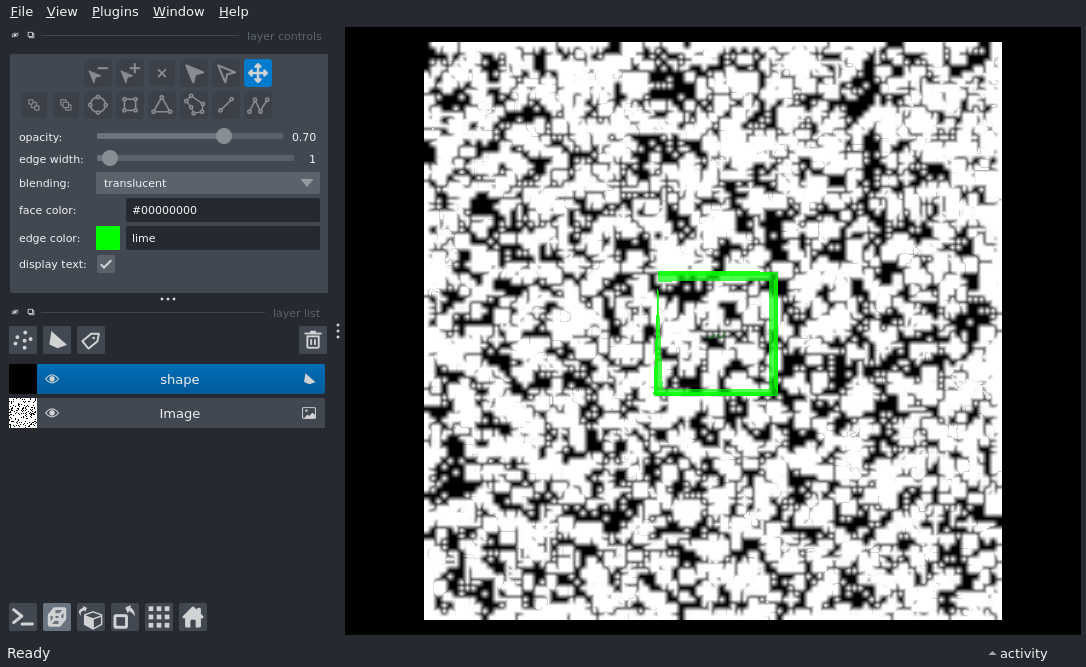 File View Plugins Window Help
layer controls
opacity: 0.70
edge width: 1
blending: translucent
face color: #00000000
edge color: lime
display text:
layer list
shape
Image
Ready activity